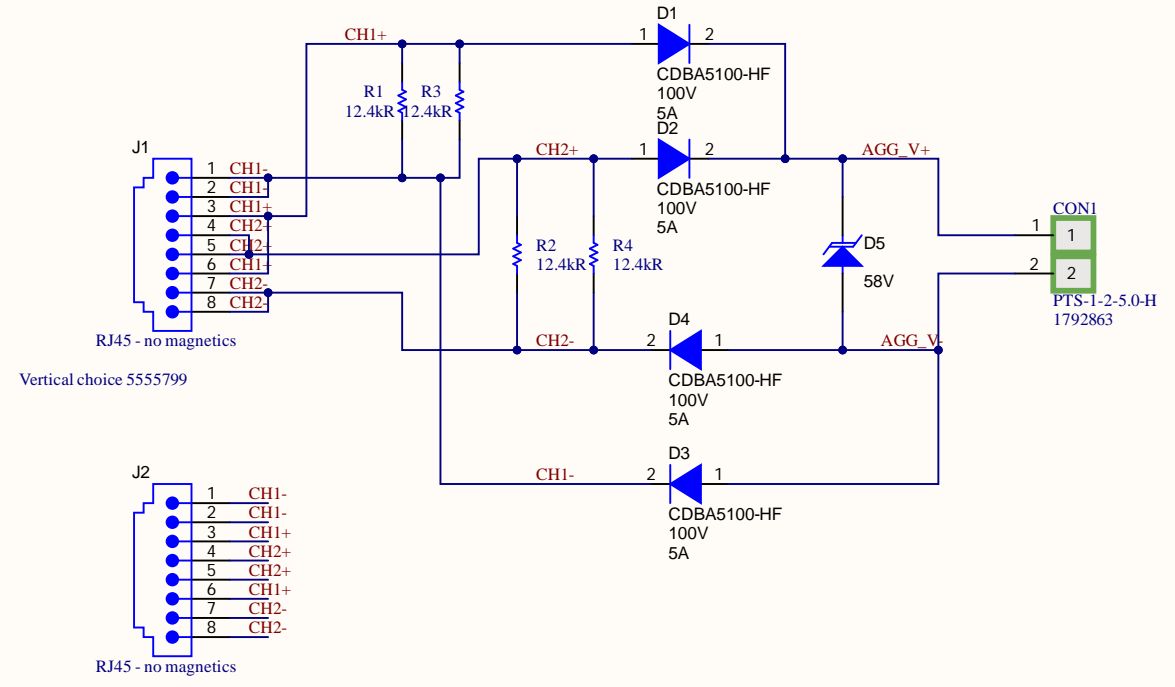 D1
CH1+
1
2
CDBA5100-HF
100V
5A
R1
12.4kR
R3
12.4kR
D2
CH2+
1
2
CDBA5100-HF
100V
5A
AGG_V+
J1
1 CH1-
2 CH1-
3 CH1+
4 CH2+
5 CH2+
6 CH1+
7 CH2-
8 CH2-
RJ45 - no magnetics
Vertical choice 5555799
R2
12.4kR
R4
12.4kR
D5
58V
CON1
1
1
2
2
PTS-1-2-5.0-H
1792863
D4
CH2-
2
1
AGG_V-
CDBA5100-HF
100V
5A
D3
CH1-
2
1
CDBA5100-HF
100V
5A
J2
1 CH1-
2 CH1-
3 CH1+
4 CH2+
5 CH2+
6 CH1+
7 CH2-
8 CH2-
RJ45 - no magnetics